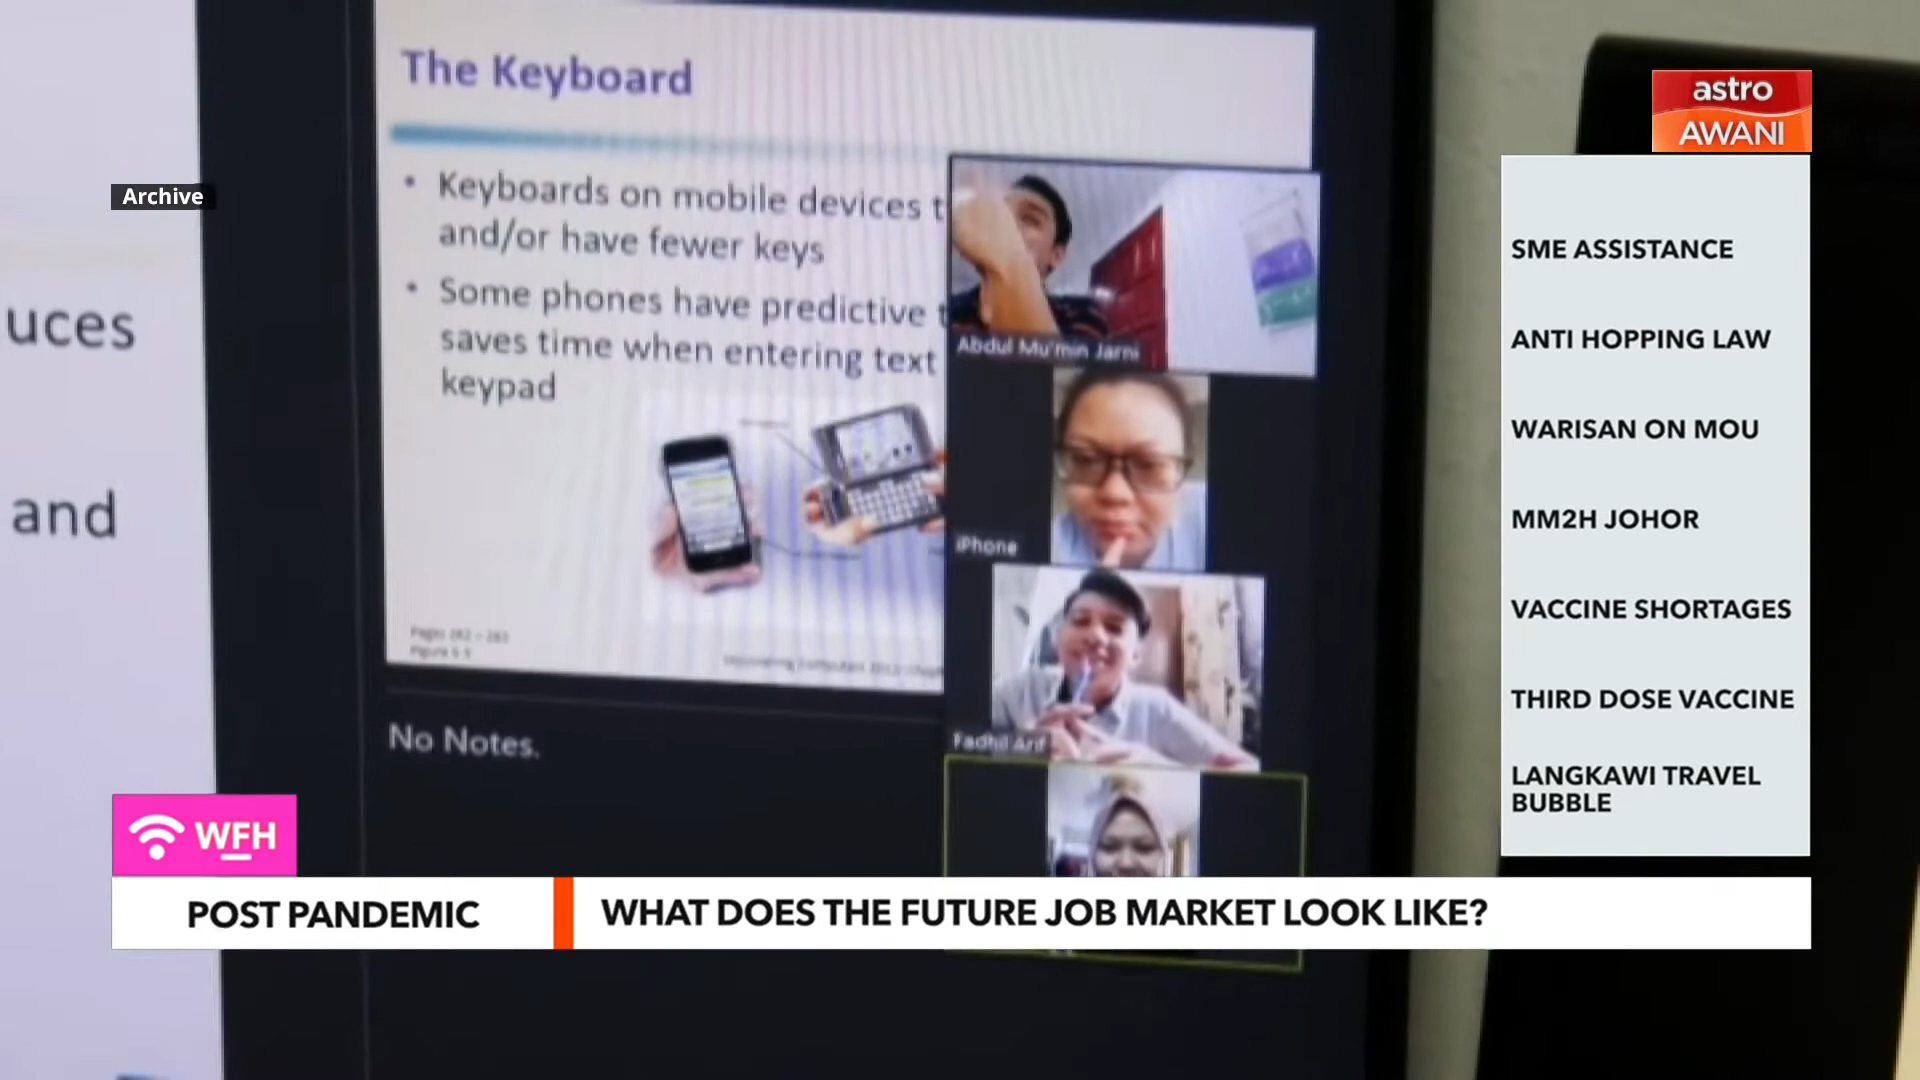 The Keyboard
• Keyboards on mobile devices t
and/or have fewer keys
• Some phones have predictive t
saves time when entering text
keypad
Pages 262 – 263
No Notes.
uces
and
Abdul Mu'min Jarni
iPhone
Fadhil Arif
Archive
astro
AWANI
SME ASSISTANCE
ANTI HOPPING LAW
WARISAN ON MOU
MM2H JOHOR
VACCINE SHORTAGES
THIRD DOSE VACCINE
LANGKAWI TRAVEL
BUBBLE
WFH
POST PANDEMIC
WHAT DOES THE FUTURE JOB MARKET LOOK LIKE?